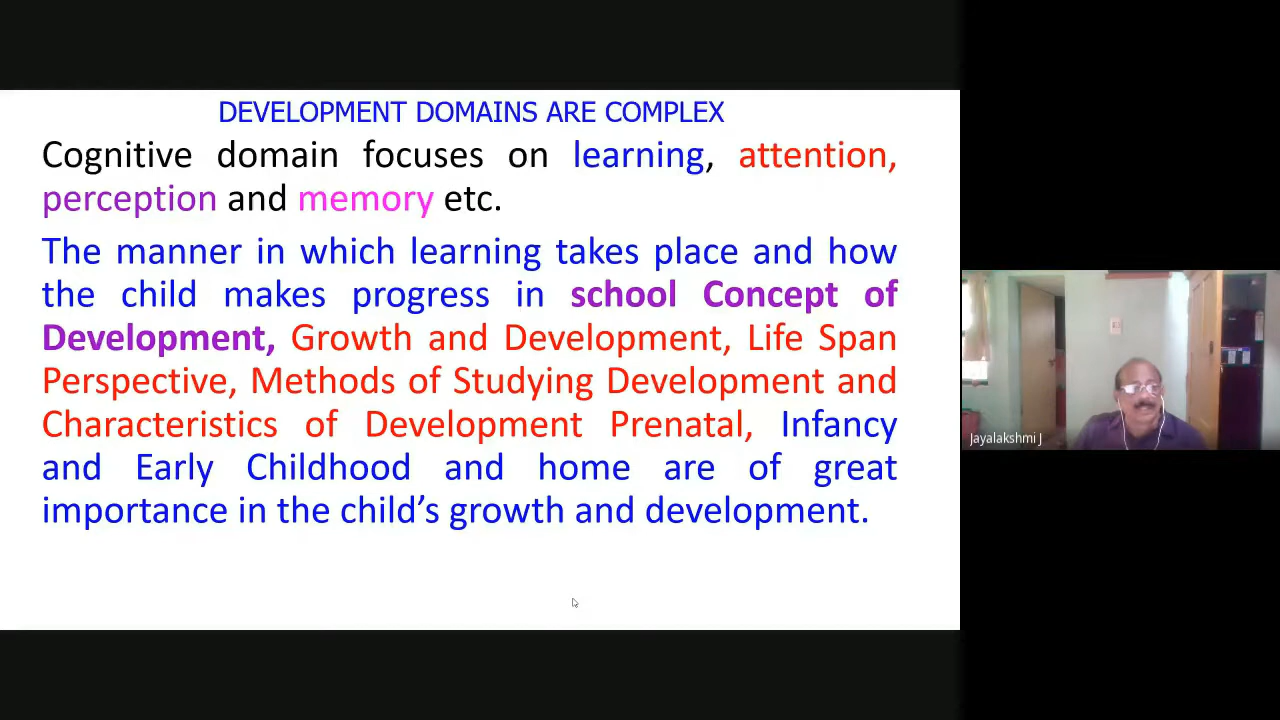 DEVELOPMENT DOMAINS ARE COMPLEX
Cognitive domain focuses on learning, attention,
perception and memory etc.
The manner in which learning takes place and how
the child makes progress in school Concept of
Development, Growth and Development, Life Span
Perspective, Methods of Studying Development and
Characteristics of Development Prenatal, Infancy
and Early Childhood and home are of great
importance in the child’s growth and development.
Jayalakshmi J